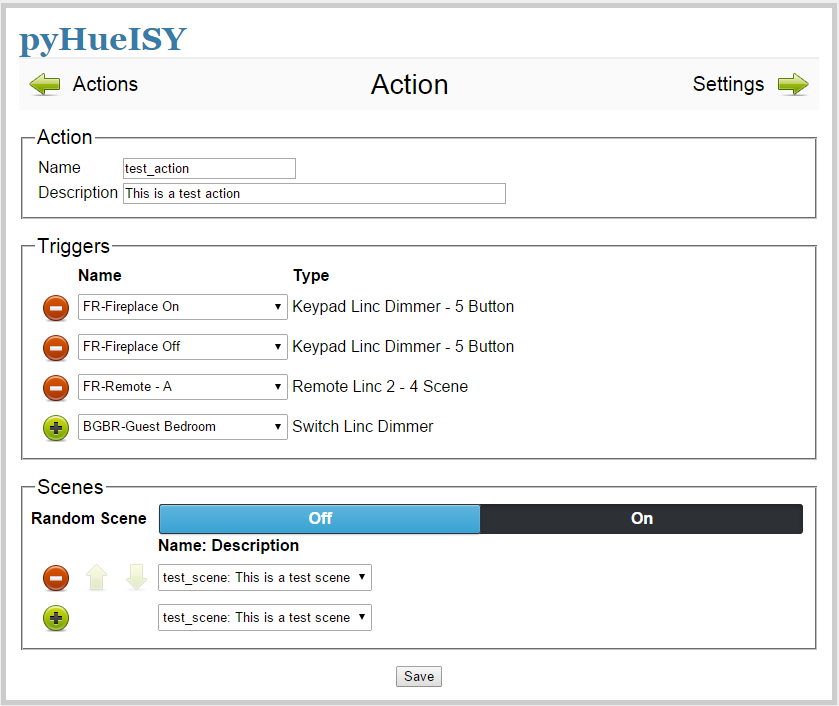 pyHueISY
Actions Action Settings
Action
Name test_action
Description This is a test action
Triggers
Name Type
FR-Fireplace On Keypad Linc Dimmer - 5 Button
FR-Fireplace Off Keypad Linc Dimmer - 5 Button
FR-Remote - A Remote Linc 2 - 4 Scene
BGBR-Guest Bedroom Switch Linc Dimmer
Scenes
Random Scene Off On
Name: Description
test_scene: This is a test scene
test_scene: This is a test scene
Save